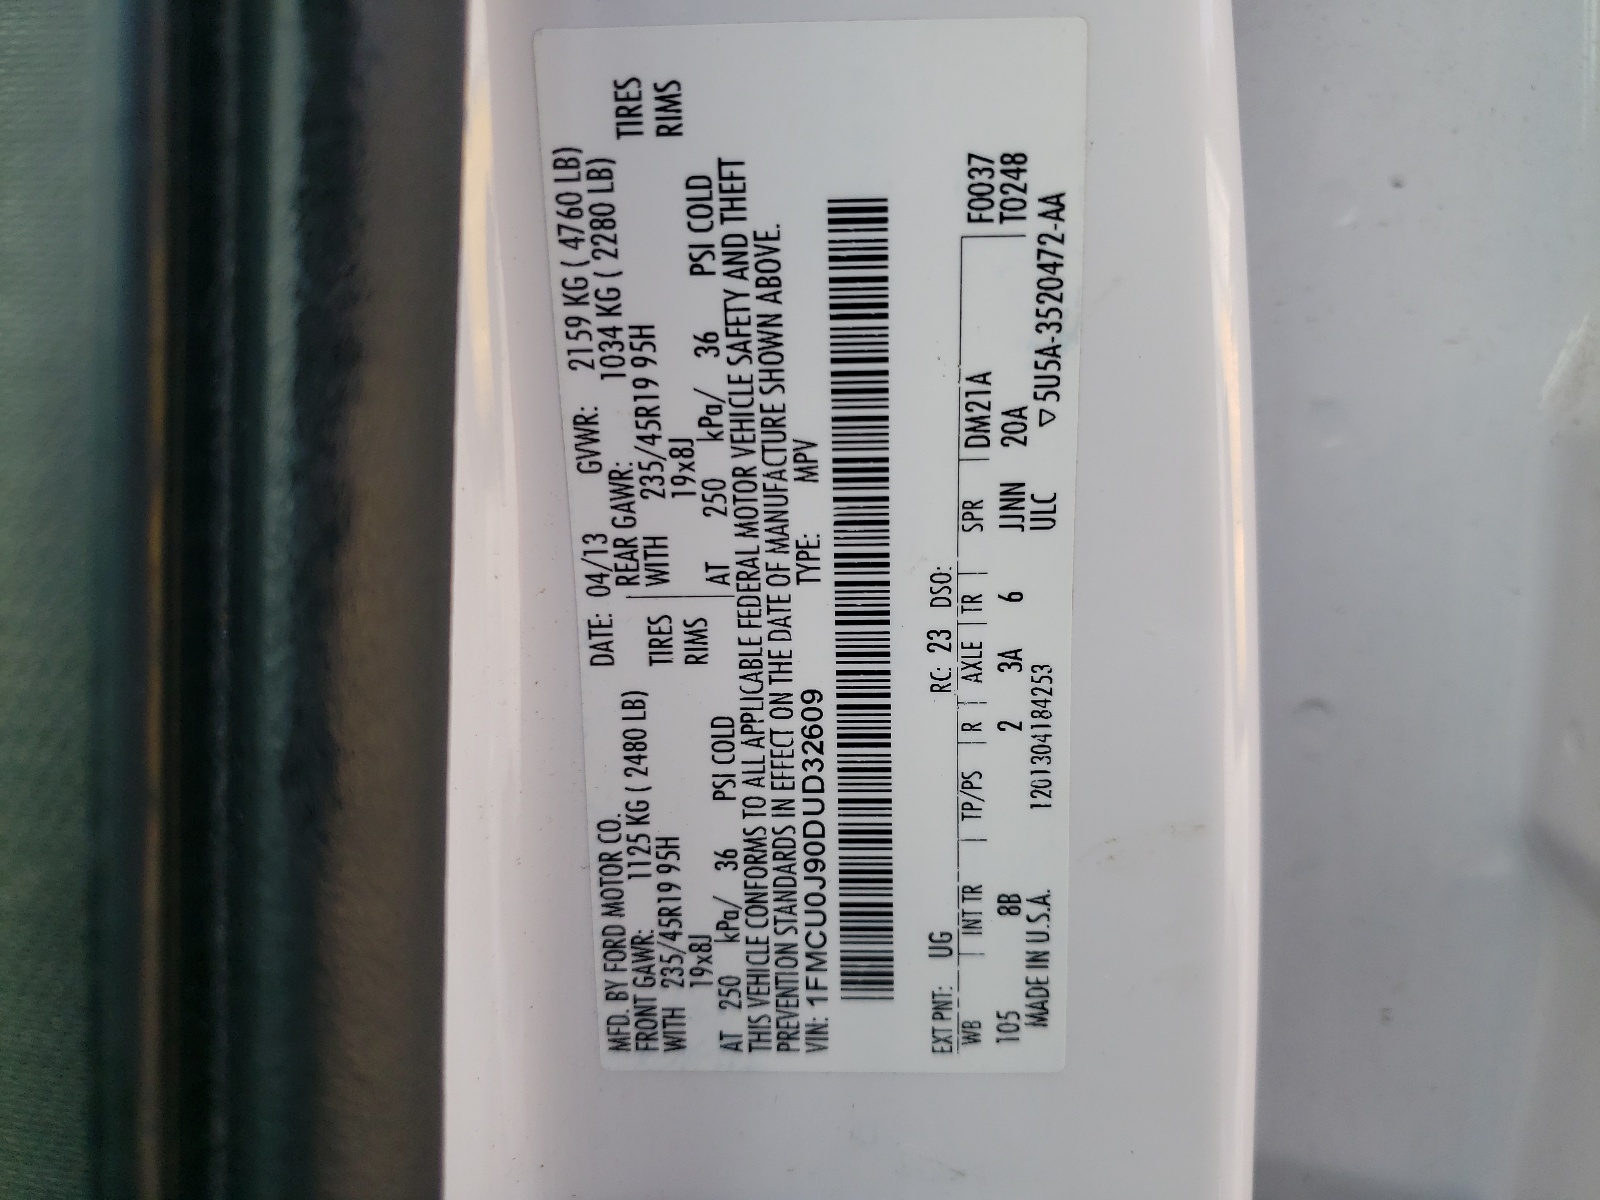 MFD. BY FORD MOTOR CO. DATE: 04/13 GVWR: 2159 KG ( 4760 LB)
FRONT GAWR: 1125 KG ( 2480 LB) REAR GAWR: 1034 KG ( 2280 LB)
WITH 235/45R19 95H TIRES WITH 235/45R19 95H TIRES
19x8J RIMS 19x8J RIMS
AT 250 kPa/ 36 PSI COLD AT 250 kPa/ 36 PSI COLD
THIS VEHICLE CONFORMS TO ALL APPLICABLE FEDERAL MOTOR VEHICLE SAFETY AND THEFT
PREVENTION STANDARDS IN EFFECT ON THE DATE OF MANUFACTURE SHOWN ABOVE.
VIN: 1FMCU0J90DUD32609 TYPE: MPV
EXT PNT: UG RC: 23 DSO:
WB INT TR TP/PS R AXLE TR SPR DM21A F0037
105 8B 2 3A 6 JJNN 20A T0248
MADE IN U.S.A. 1201304184253 ULC ▽5U5A-3520472-AA